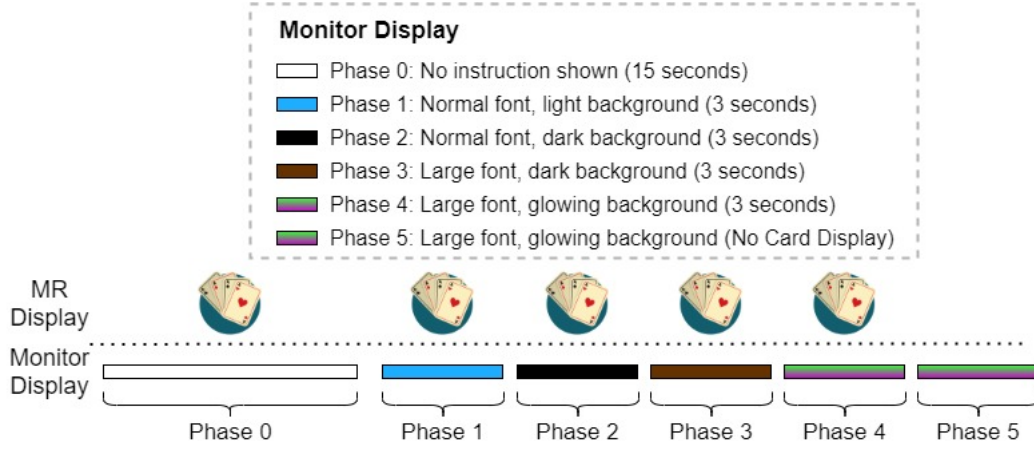 Monitor Display
Phase 0: No instruction shown (15 seconds)
Phase 1: Normal font, light background (3 seconds)
Phase 2: Normal font, dark background (3 seconds)
Phase 3: Large font, dark background (3 seconds)
Phase 4: Large font, glowing background (3 seconds)
Phase 5: Large font, glowing background (No Card Display)
MR
Display
Monitor
Display
Phase 0 Phase 1 Phase 2 Phase 3 Phase 4 Phase 5